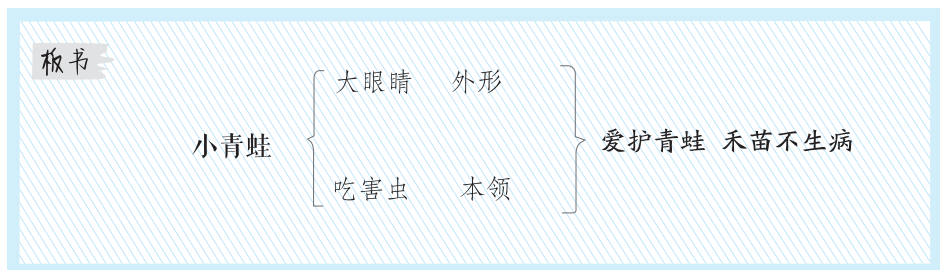 板书
大眼睛 外形
小青蛙
爱护青蛙 禾苗不生病
吃害虫 本领